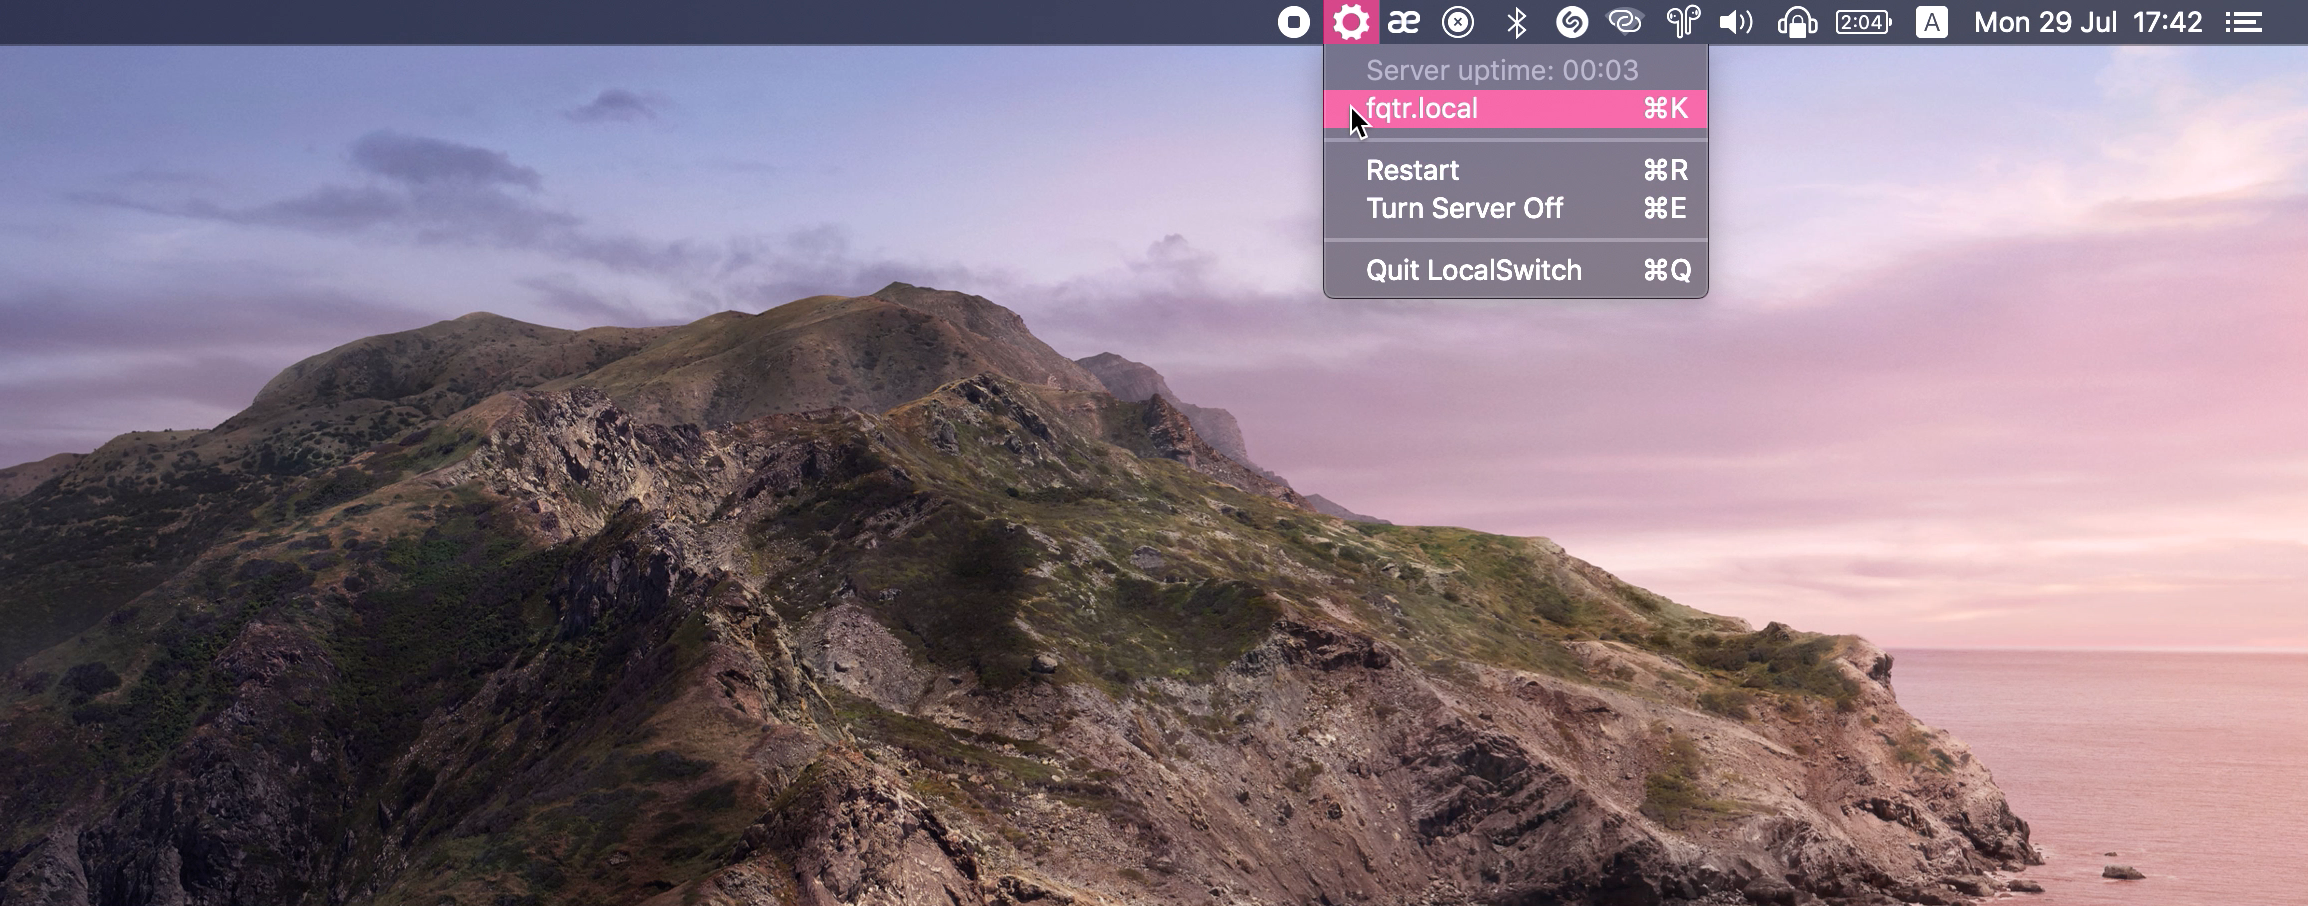 æ 2:04 A Mon 29 Jul 17:42
Server uptime: 00:03
fqtr.local ⌘K
Restart ⌘R
Turn Server Off ⌘E
Quit LocalSwitch ⌘Q